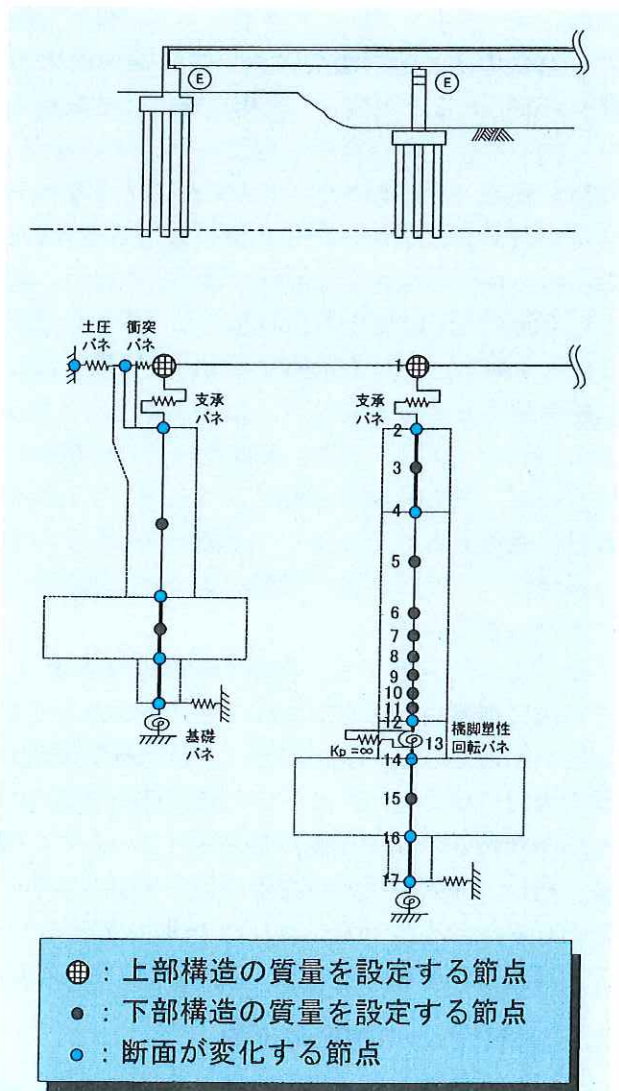 E
E
土圧
バネ
衝突
バネ
支承
バネ
基礎
バネ
1
支承
バネ
2
3
4
5
6
7
8
9
10
11
12
13
橋脚塑性
回転バネ
Kp=∞
14
15
16
17
:上部構造の質量を設定する節点
:下部構造の質量を設定する節点
:断面が変化する節点